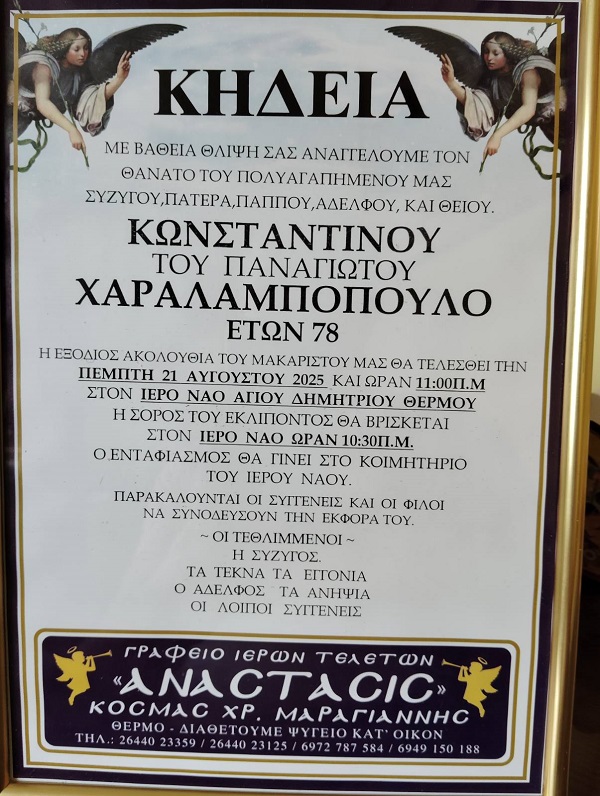 ΚΗΔΕΙΑ
ΜΕ ΒΑΘΕΙΑ ΘΛΙΨΗ ΣΑΣ ΑΝΑΓΓΕΛΟΥΜΕ ΤΟΝ
ΘΑΝΑΤΟ ΤΟΥ ΠΟΛΥΑΓΑΠΗΜΕΝΟΥ ΜΑΣ
ΣΥΖΥΓΟΥ,ΠΑΤΕΡΑ,ΠΑΠΠΟΥ,ΑΔΕΛΦΟΥ, ΚΑΙ ΘΕΙΟΥ.
ΚΩΝΣΤΑΝΤΙΝΟΥ
ΤΟΥ ΠΑΝΑΓΙΩΤΟΥ
ΧΑΡΑΛΑΜΠΟΠΟΥΛΟ
ΕΤΩΝ 78
Η ΕΞΟΔΙΟΣ ΑΚΟΛΟΥΘΙΑ ΤΟΥ ΜΑΚΑΡΙΣΤΟΥ ΜΑΣ ΘΑ ΤΕΛΕΣΘΕΙ ΤΗΝ
ΠΕΜΠΤΗ 21 ΑΥΓΟΥΣΤΟΥ 2025 ΚΑΙ ΩΡΑΝ 11:00Π.Μ
ΣΤΟΝ ΙΕΡΟ ΝΑΟ ΑΓΙΟΥ ΔΗΜΗΤΡΙΟΥ ΘΕΡΜΟΥ
Η ΣΟΡΟΣ ΤΟΥ ΕΚΛΙΠΟΝΤΟΣ ΘΑ ΒΡΙΣΚΕΤΑΙ
ΣΤΟΝ ΙΕΡΟ ΝΑΟ ΩΡΑΝ 10:30Π.Μ.
Ο ΕΝΤΑΦΙΑΣΜΟΣ ΘΑ ΓΙΝΕΙ ΣΤΟ ΚΟΙΜΗΤΗΡΙΟ
ΤΟΥ ΙΕΡΟΥ ΝΑΟΥ.
ΠΑΡΑΚΑΛΟΥΝΤΑΙ ΟΙ ΣΥΓΓΕΝΕΙΣ ΚΑΙ ΟΙ ΦΙΛΟΙ
ΝΑ ΣΥΝΟΔΕΥΣΟΥΝ ΤΗΝ ΕΚΦΟΡΑ ΤΟΥ.
~ ΟΙ ΤΕΘΛΙΜΜΕΝΟΙ ~
Η ΣΥΖΥΓΟΣ.
ΤΑ ΤΕΚΝΑ ΤΑ ΕΓΓΟΝΙΑ
Ο ΑΔΕΛΦΟΣ ΤΑ ΑΝΗΨΙΑ
ΟΙ ΛΟΙΠΟΙ ΣΥΓΓΕΝΕΙΣ
ΓΡΑΦΕΙΟ ΙΕΡΩΝ ΤΕΛΕΤΩΝ
«ΑΝΑCΤΑCΙC»
ΚΟCΜΑC ΧΡ. ΜΑΡΑΓΙΑΝΝΗC
ΘΕΡΜΟ - ΔΙΑΘΕΤΟΥΜΕ ΨΥΓΕΙΟ ΚΑΤ' ΟΙΚΟΝ
ΤΗΛ.: 26440 23359 / 26440 23125 / 6972 787 584 / 6949 150 188